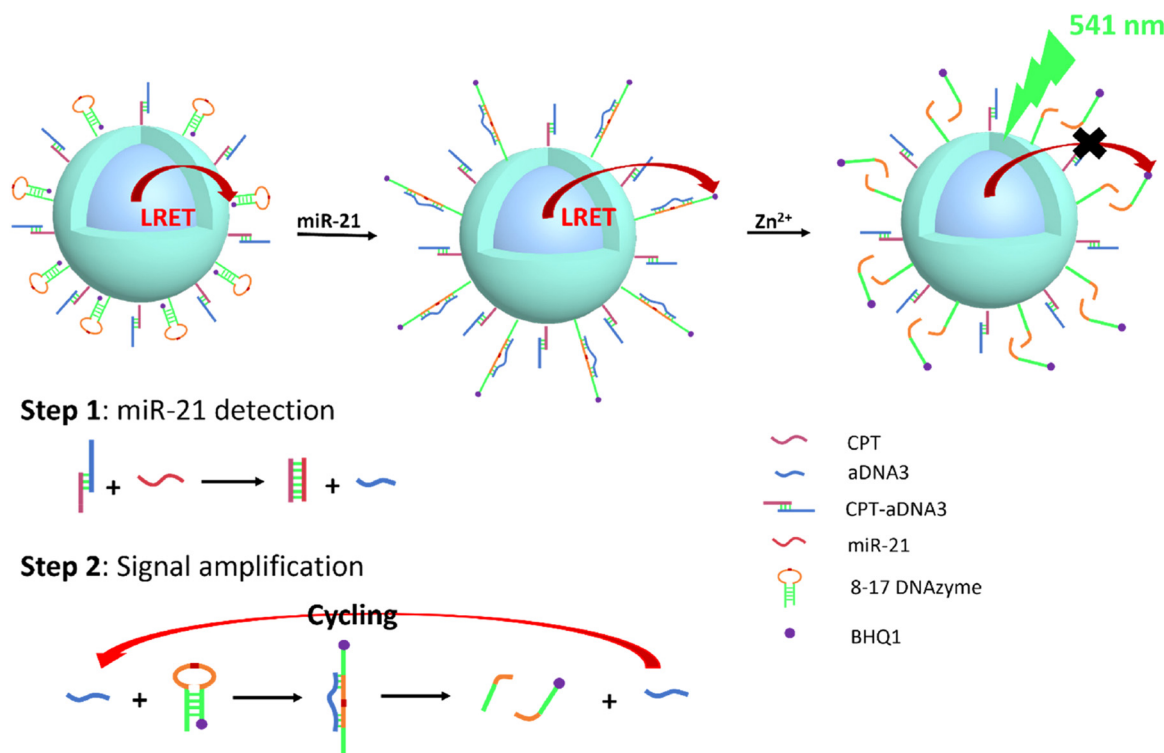 541 nm
LRET
miR-21
LRET
Zn²⁺
Step 1: miR-21 detection
+
+
Step 2: Signal amplification
Cycling
+
+
CPT
aDNA3
CPT-aDNA3
miR-21
8-17 DNAzyme
BHQ1